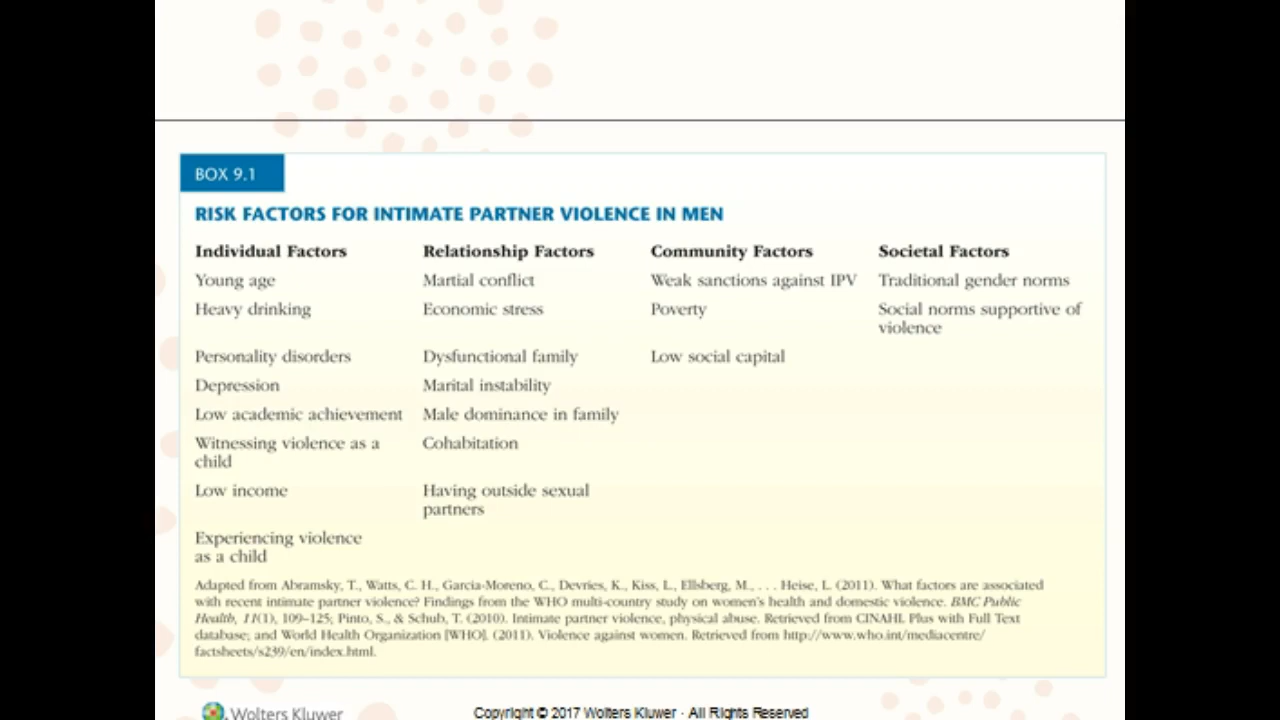 BOX 9.1
RISK FACTORS FOR INTIMATE PARTNER VIOLENCE IN MEN
Individual Factors Relationship Factors Community Factors Societal Factors
Young age Martial conflict Weak sanctions against IPV Traditional gender norms
Heavy drinking Economic stress Poverty Social norms supportive of
violence
Personality disorders Dysfunctional family Low social capital
Depression Marital instability
Low academic achievement Male dominance in family
Witnessing violence as a Cohabitation
child
Low income Having outside sexual
partners
Experiencing violence
as a child
Adapted from Abramsky, T., Watts, C. H., Garcia-Moreno, C., Devries, K., Kiss, L., Ellsberg, M., . . . Heise, L. (2011). What factors are associated
with recent intimate partner violence? Findings from the WHO multi-country study on women's health and domestic violence. BMC Public
Health, 11(1), 109–125; Pinto, S., & Schub, T. (2010). Intimate partner violence, physical abuse. Retrieved from CINAHL Plus with Full Text
database; and World Health Organization [WHO]. (2011). Violence against women. Retrieved from http://www.who.int/mediacentre/
factsheets/s239/en/index.html.
Wolters Kluwer Copyright © 2017 Wolters Kluwer · All Rights Reserved